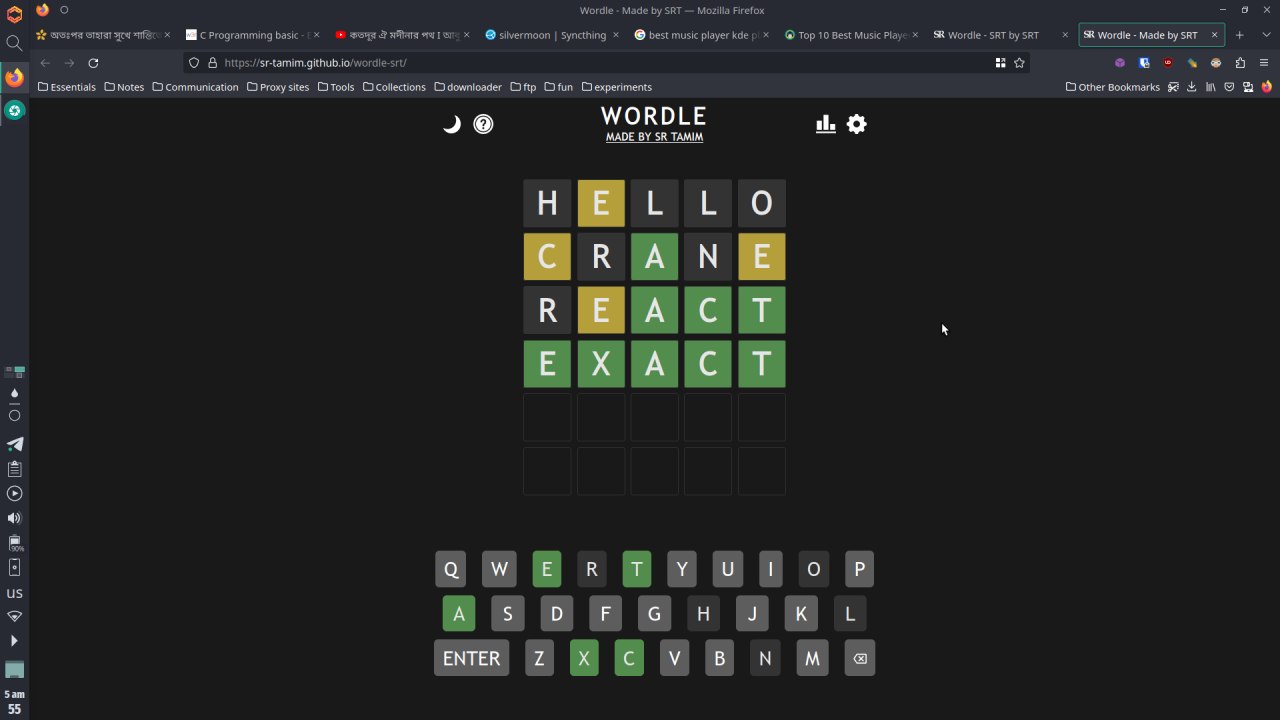 Wordle - Made by SRT — Mozilla Firefox
অতঃপর তাহারা সুখে শান্তিতে
C Programming basic - E
কতদূর ঐ মদীনার পথ I আবু
silvermoon | Syncthing
best music player kde pl
Top 10 Best Music Playe
Wordle - SRT by SRT
Wordle - Made by SRT
https://sr-tamim.github.io/wordle-srt/
Essentials
Notes
Communication
Proxy sites
Tools
Collections
downloader
ftp
fun
experiments
Other Bookmarks
WORDLE
MADE BY SR TAMIM
H E L L O
C R A N E
R E A C T
E X A C T
Q W E R T Y U I O P
A S D F G H J K L
ENTER Z X C V B N M
90%
US
5 am
55